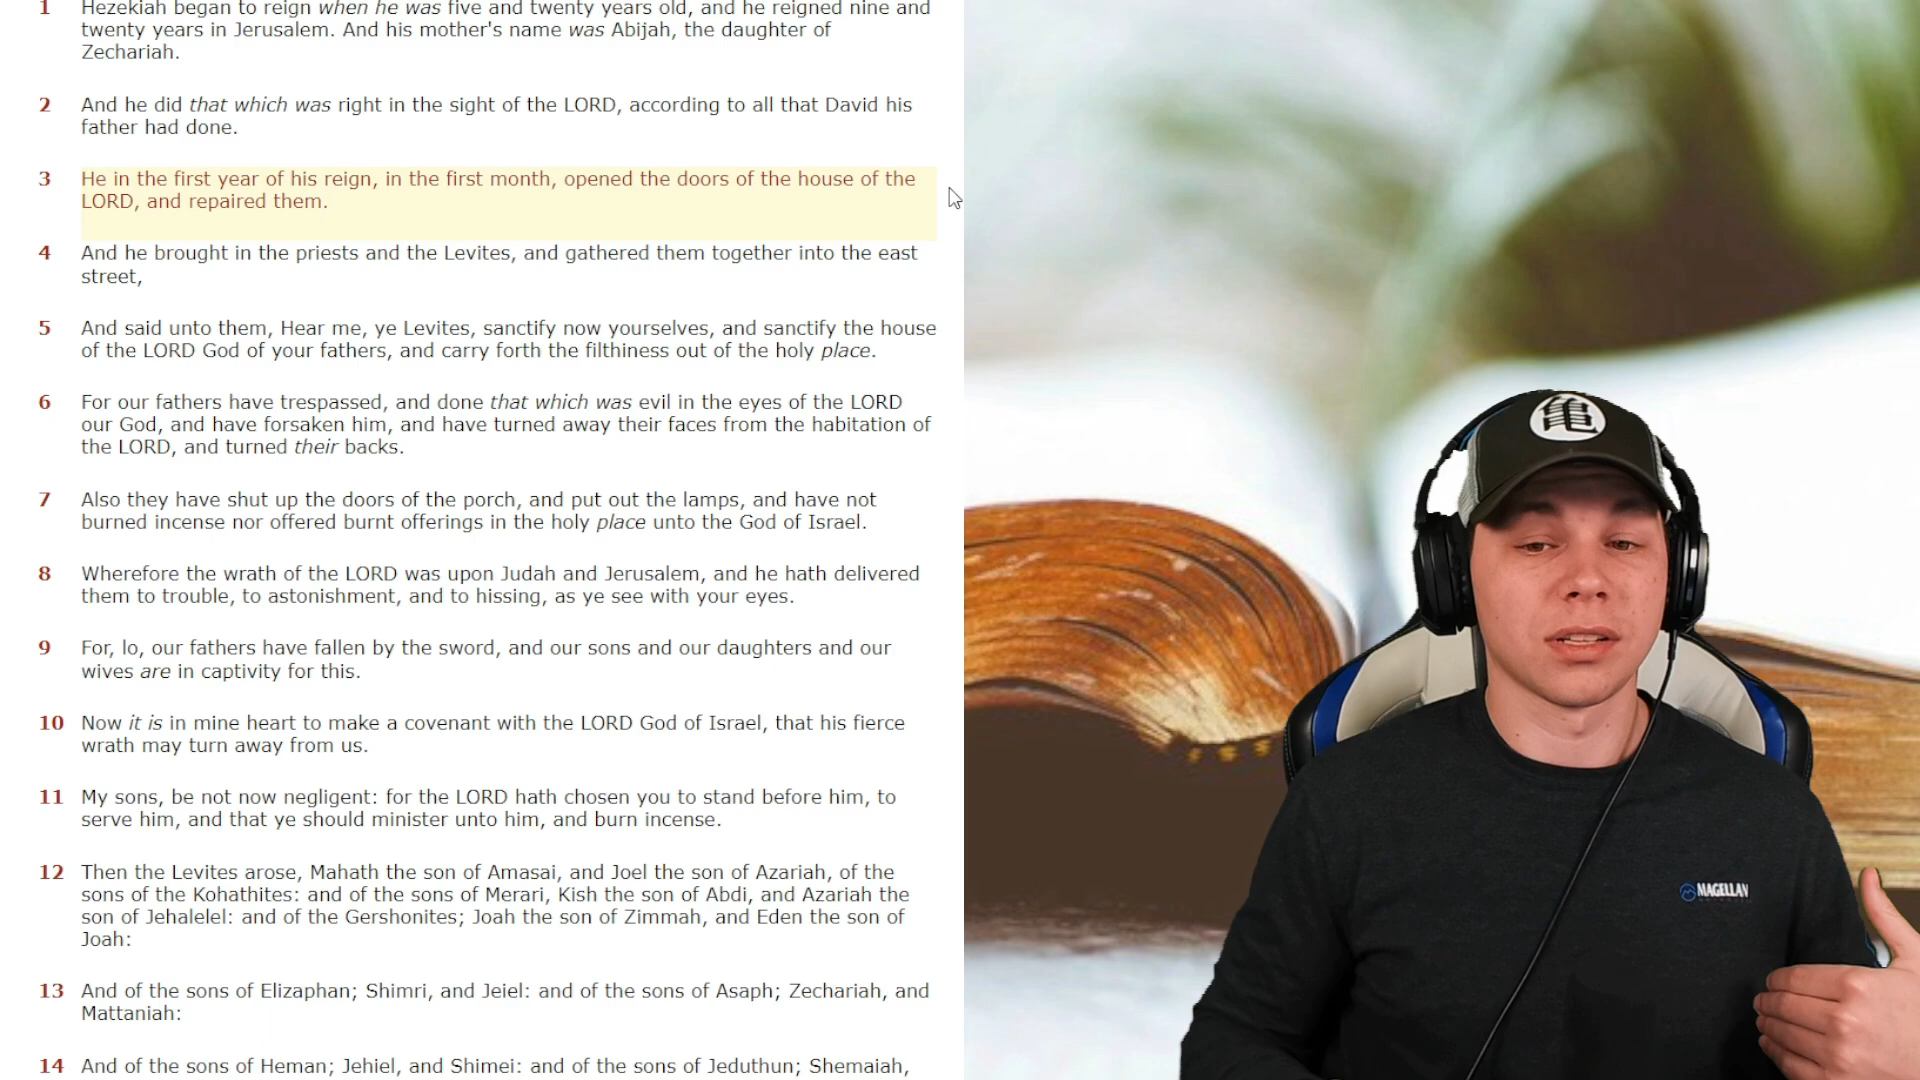 1 Hezekiah began to reign when he was five and twenty years old, and he reigned nine and
twenty years in Jerusalem. And his mother's name was Abijah, the daughter of
Zechariah.
2 And he did that which was right in the sight of the LORD, according to all that David his
father had done.
3 He in the first year of his reign, in the first month, opened the doors of the house of the
LORD, and repaired them.
4 And he brought in the priests and the Levites, and gathered them together into the east
street,
5 And said unto them, Hear me, ye Levites, sanctify now yourselves, and sanctify the house
of the LORD God of your fathers, and carry forth the filthiness out of the holy place.
6 For our fathers have trespassed, and done that which was evil in the eyes of the LORD
our God, and have forsaken him, and have turned away their faces from the habitation of
the LORD, and turned their backs.
7 Also they have shut up the doors of the porch, and put out the lamps, and have not
burned incense nor offered burnt offerings in the holy place unto the God of Israel.
8 Wherefore the wrath of the LORD was upon Judah and Jerusalem, and he hath delivered
them to trouble, to astonishment, and to hissing, as ye see with your eyes.
9 For, lo, our fathers have fallen by the sword, and our sons and our daughters and our
wives are in captivity for this.
10 Now it is in mine heart to make a covenant with the LORD God of Israel, that his fierce
wrath may turn away from us.
11 My sons, be not now negligent: for the LORD hath chosen you to stand before him, to
serve him, and that ye should minister unto him, and burn incense.
12 Then the Levites arose, Mahath the son of Amasai, and Joel the son of Azariah, of the
sons of the Kohathites: and of the sons of Merari, Kish the son of Abdi, and Azariah the
son of Jehalelel: and of the Gershonites; Joah the son of Zimmah, and Eden the son of
Joah:
13 And of the sons of Elizaphan; Shimri, and Jeiel: and of the sons of Asaph; Zechariah, and
Mattaniah:
14 And of the sons of Heman; Jehiel, and Shimei: and of the sons of Jeduthun; Shemaiah,
亀
MAGELLAN